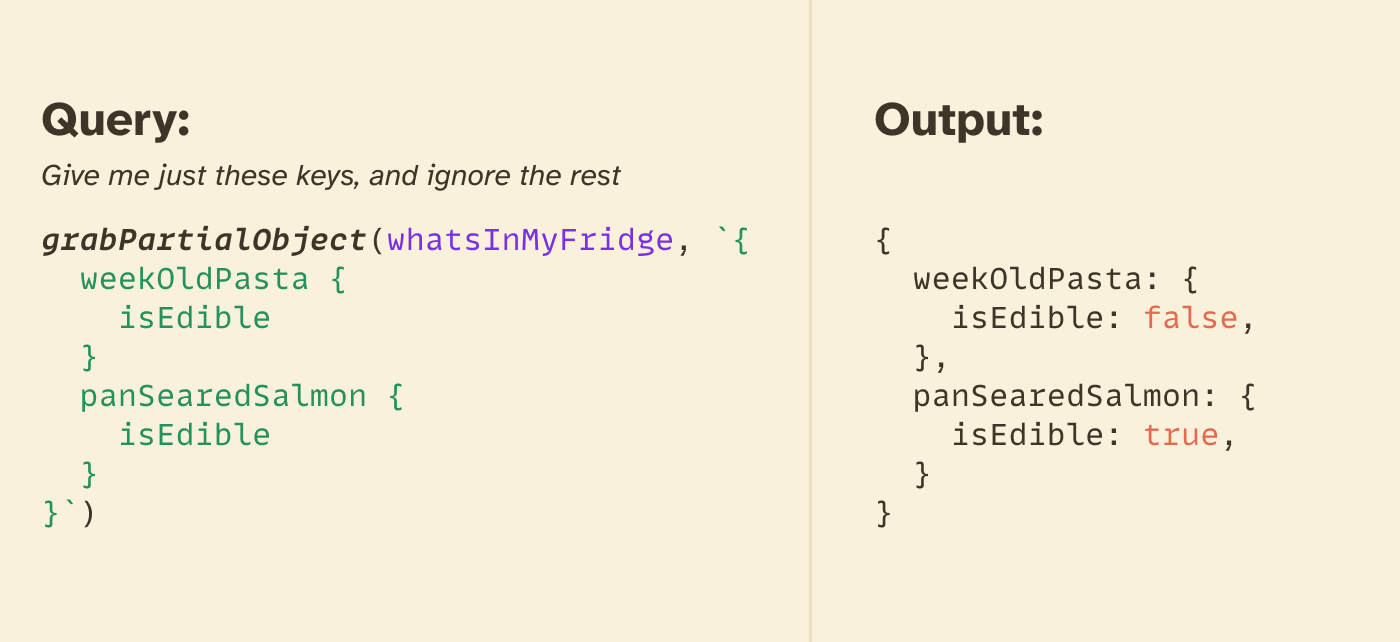 Query:
Give me just these keys, and ignore the rest
grabPartialObject(whatsInMyFridge, `{
  weekOldPasta {
    isEdible
  }
  panSearedSalmon {
    isEdible
  }
}`)
Output:
{
  weekOldPasta: {
    isEdible: false,
  },
  panSearedSalmon: {
    isEdible: true,
  }
}